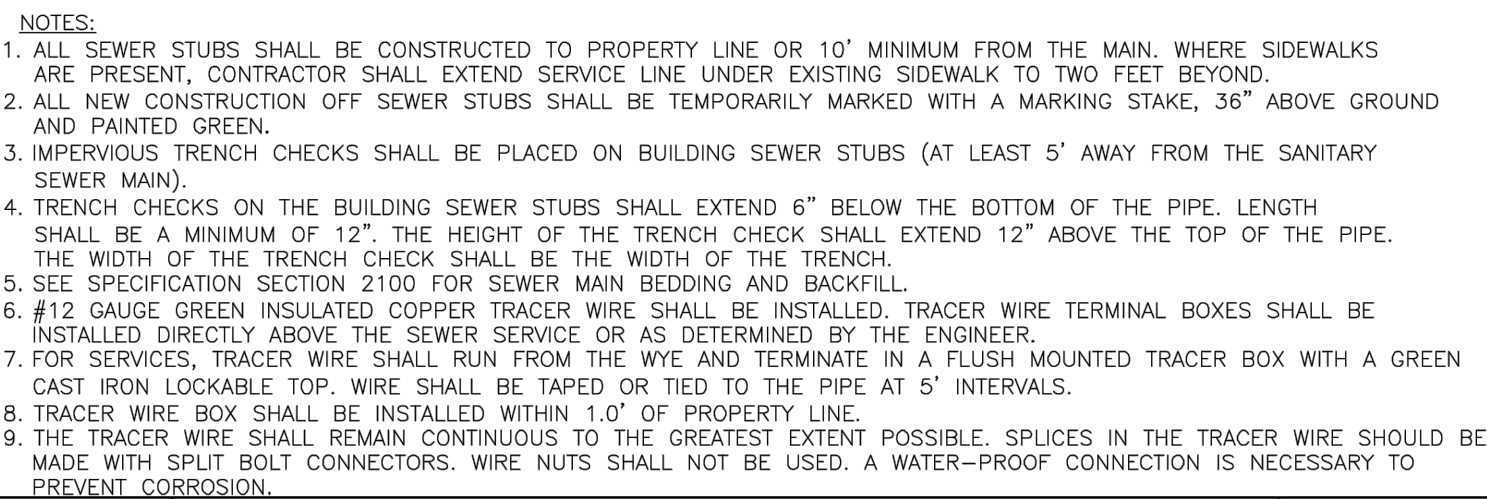 NOTES:
1. ALL SEWER STUBS SHALL BE CONSTRUCTED TO PROPERTY LINE OR 10' MINIMUM FROM THE MAIN. WHERE SIDEWALKS
ARE PRESENT, CONTRACTOR SHALL EXTEND SERVICE LINE UNDER EXISTING SIDEWALK TO TWO FEET BEYOND.
2. ALL NEW CONSTRUCTION OFF SEWER STUBS SHALL BE TEMPORARILY MARKED WITH A MARKING STAKE, 36" ABOVE GROUND
AND PAINTED GREEN.
3. IMPERVIOUS TRENCH CHECKS SHALL BE PLACED ON BUILDING SEWER STUBS (AT LEAST 5' AWAY FROM THE SANITARY
SEWER MAIN).
4. TRENCH CHECKS ON THE BUILDING SEWER STUBS SHALL EXTEND 6" BELOW THE BOTTOM OF THE PIPE. LENGTH
SHALL BE A MINIMUM OF 12". THE HEIGHT OF THE TRENCH CHECK SHALL EXTEND 12" ABOVE THE TOP OF THE PIPE.
THE WIDTH OF THE TRENCH CHECK SHALL BE THE WIDTH OF THE TRENCH.
5. SEE SPECIFICATION SECTION 2100 FOR SEWER MAIN BEDDING AND BACKFILL.
6. #12 GAUGE GREEN INSULATED COPPER TRACER WIRE SHALL BE INSTALLED. TRACER WIRE TERMINAL BOXES SHALL BE
INSTALLED DIRECTLY ABOVE THE SEWER SERVICE OR AS DETERMINED BY THE ENGINEER.
7. FOR SERVICES, TRACER WIRE SHALL RUN FROM THE WYE AND TERMINATE IN A FLUSH MOUNTED TRACER BOX WITH A GREEN
CAST IRON LOCKABLE TOP. WIRE SHALL BE TAPED OR TIED TO THE PIPE AT 5' INTERVALS.
8. TRACER WIRE BOX SHALL BE INSTALLED WITHIN 1.0' OF PROPERTY LINE.
9. THE TRACER WIRE SHALL REMAIN CONTINUOUS TO THE GREATEST EXTENT POSSIBLE. SPLICES IN THE TRACER WIRE SHOULD BE
MADE WITH SPLIT BOLT CONNECTORS. WIRE NUTS SHALL NOT BE USED. A WATER-PROOF CONNECTION IS NECESSARY TO
PREVENT CORROSION.